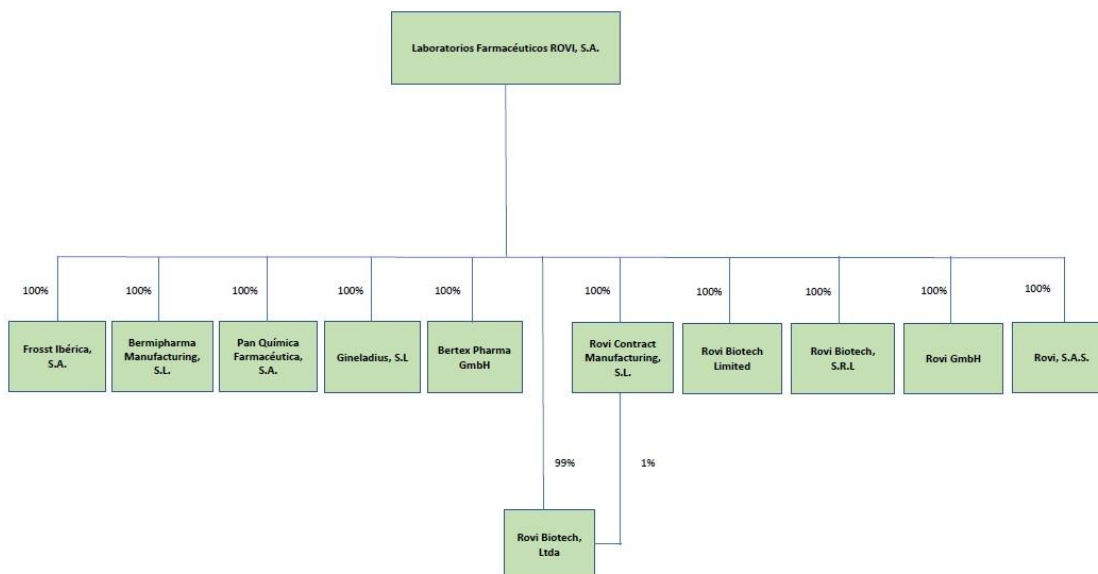 Laboratorios Farmacéuticos ROVI, S.A.
100%
100%
100%
100%
100%
100%
100%
100%
100%
100%
Frosst Ibérica,
S.A.
Bermipharma
Manufacturing,
S.L.
Pan Química
Farmacéutica,
S.A.
Gineladius, S.L
Bertex Pharma
GmbH
Rovi Contract
Manufacturing,
S.L.
Rovi Biotech
Limited
Rovi Biotech,
S.R.L
Rovi GmbH
Rovi, S.A.S.
99%
1%
Rovi Biotech,
Ltda